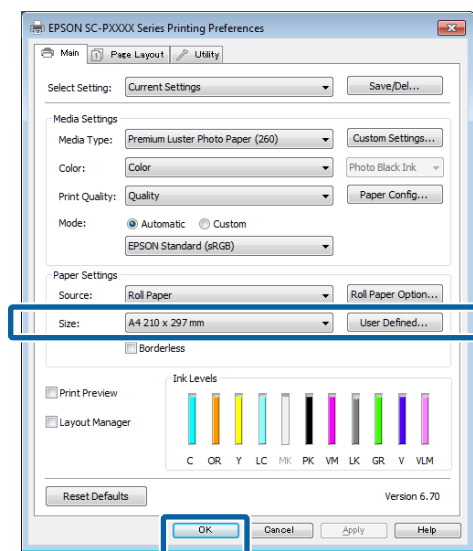 EPSON SC-PXXXX Series Printing Preferences
Main Page Layout Utility
Select Setting: Current Settings Save/Del...
Media Settings
Media Type: Premium Luster Photo Paper (260) Custom Settings...
Color: Color Photo Black Ink
Print Quality: Quality Paper Config...
Mode: Automatic Custom
EPSON Standard (sRGB)
Paper Settings
Source: Roll Paper Roll Paper Option...
Size: A4 210 x 297 mm User Defined...
Borderless
Ink Levels
Print Preview
Layout Manager
C OR Y LC MK PK VM LK GR V VLM
Reset Defaults Version 6.70
OK Cancel Apply Help